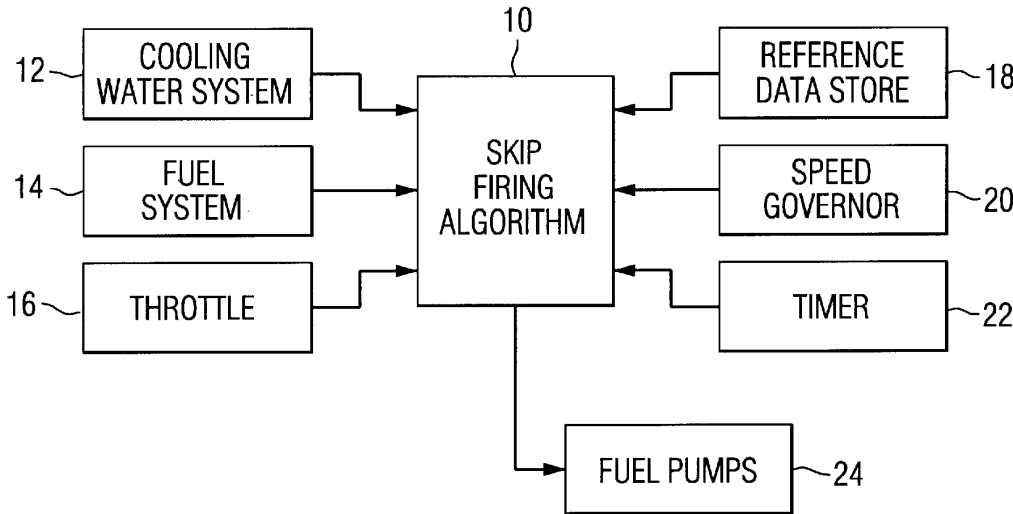 10
12
COOLING
WATER SYSTEM
REFERENCE
DATA STORE
18
14
FUEL
SYSTEM
SKIP
FIRING
ALGORITHM
SPEED
GOVERNOR
20
16
THROTTLE
TIMER
22
FUEL PUMPS
24